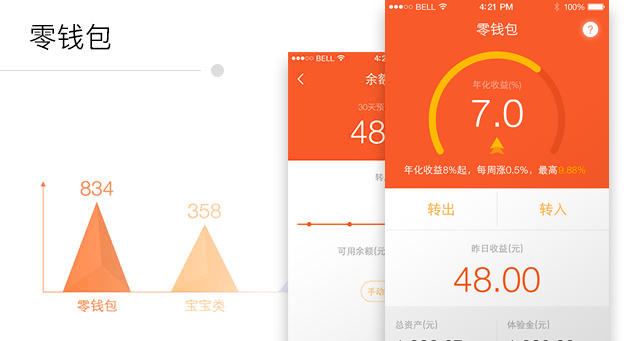 零钱包
834
358
零钱包
宝宝类
BELL
余额
30天预
48
可用余额(元)
手动
BELL 4:21 PM 100%
零钱包
?
年化收益(%)
7.0
年化收益8%起，每周涨0.5%，最高9.88%
转出
转入
昨日收益(元)
48.00
总资产(元)
体验金(元)